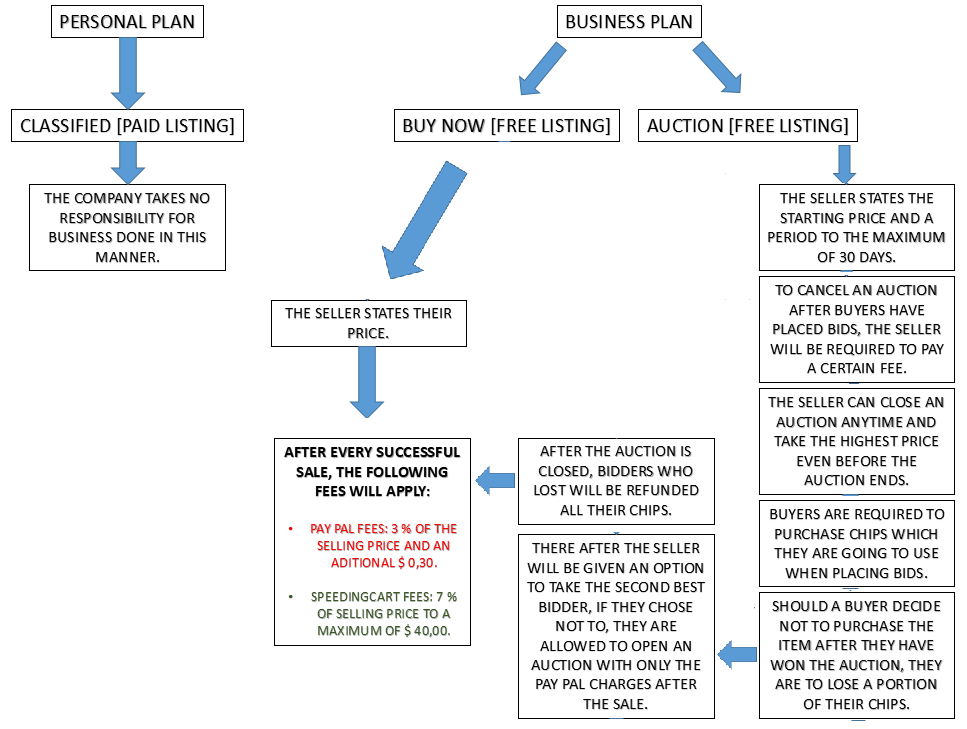 PERSONAL PLAN
CLASSIFIED [PAID LISTING]
THE COMPANY TAKES NO
RESPONSIBILITY FOR
BUSINESS DONE IN THIS
MANNER.
BUSINESS PLAN
BUY NOW [FREE LISTING]
THE SELLER STATES THEIR
PRICE.
AUCTION [FREE LISTING]
THE SELLER STATES THE
STARTING PRICE AND A
PERIOD TO THE MAXIMUM
OF 30 DAYS.
TO CANCEL AN AUCTION
AFTER BUYERS HAVE
PLACED BIDS, THE SELLER
WILL BE REQUIRED TO PAY
A CERTAIN FEE.
THE SELLER CAN CLOSE AN
AUCTION ANYTIME AND
TAKE THE HIGHEST PRICE
EVEN BEFORE THE
AUCTION ENDS.
BUYERS ARE REQUIRED TO
PURCHASE CHIPS WHICH
THEY ARE GOING TO USE
WHEN PLACING BIDS.
SHOULD A BUYER DECIDE
NOT TO PURCHASE THE
ITEM AFTER THEY HAVE
WON THE AUCTION, THEY
ARE TO LOSE A PORTION
OF THEIR CHIPS.
THERE AFTER THE SELLER
WILL BE GIVEN AN OPTION
TO TAKE THE SECOND BEST
BIDDER, IF THEY CHOSE
NOT TO, THEY ARE
ALLOWED TO OPEN AN
AUCTION WITH ONLY THE
PAY PAL CHARGES AFTER
THE SALE.
AFTER THE AUCTION IS
CLOSED, BIDDERS WHO
LOST WILL BE REFUNDED
ALL THEIR CHIPS.
AFTER EVERY SUCCESSFUL
SALE, THE FOLLOWING
FEES WILL APPLY:
• PAY PAL FEES: 3 % OF THE
SELLING PRICE AND AN
ADITIONAL $ 0,30.
• SPEEDINGCART FEES: 7 %
OF SELLING PRICE TO A
MAXIMUM OF $ 40,00.